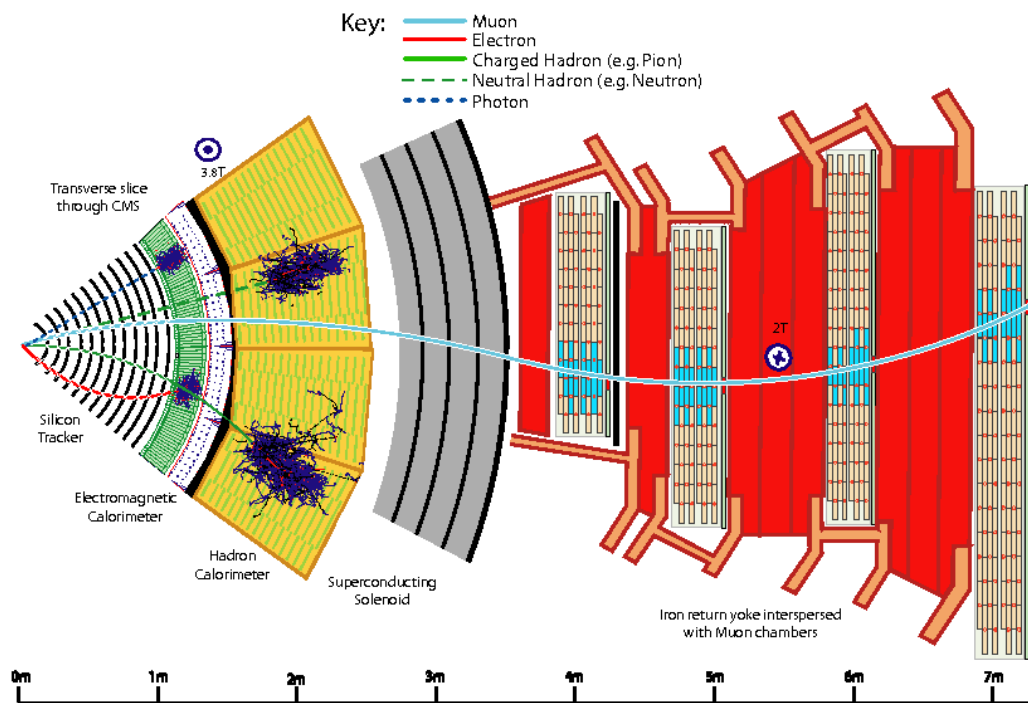 Key:
Muon
Electron
Charged Hadron (e.g. Pion)
Neutral Hadron (e.g. Neutron)
Photon
3.8T
Transverse slice
through CMS
2T
Silicon
Tracker
Electromagnetic
Calorimeter
Hadron
Calorimeter
Superconducting
Solenoid
Iron return yoke interspersed
with Muon chambers
0m 1m 2m 3m 4m 5m 6m 7m